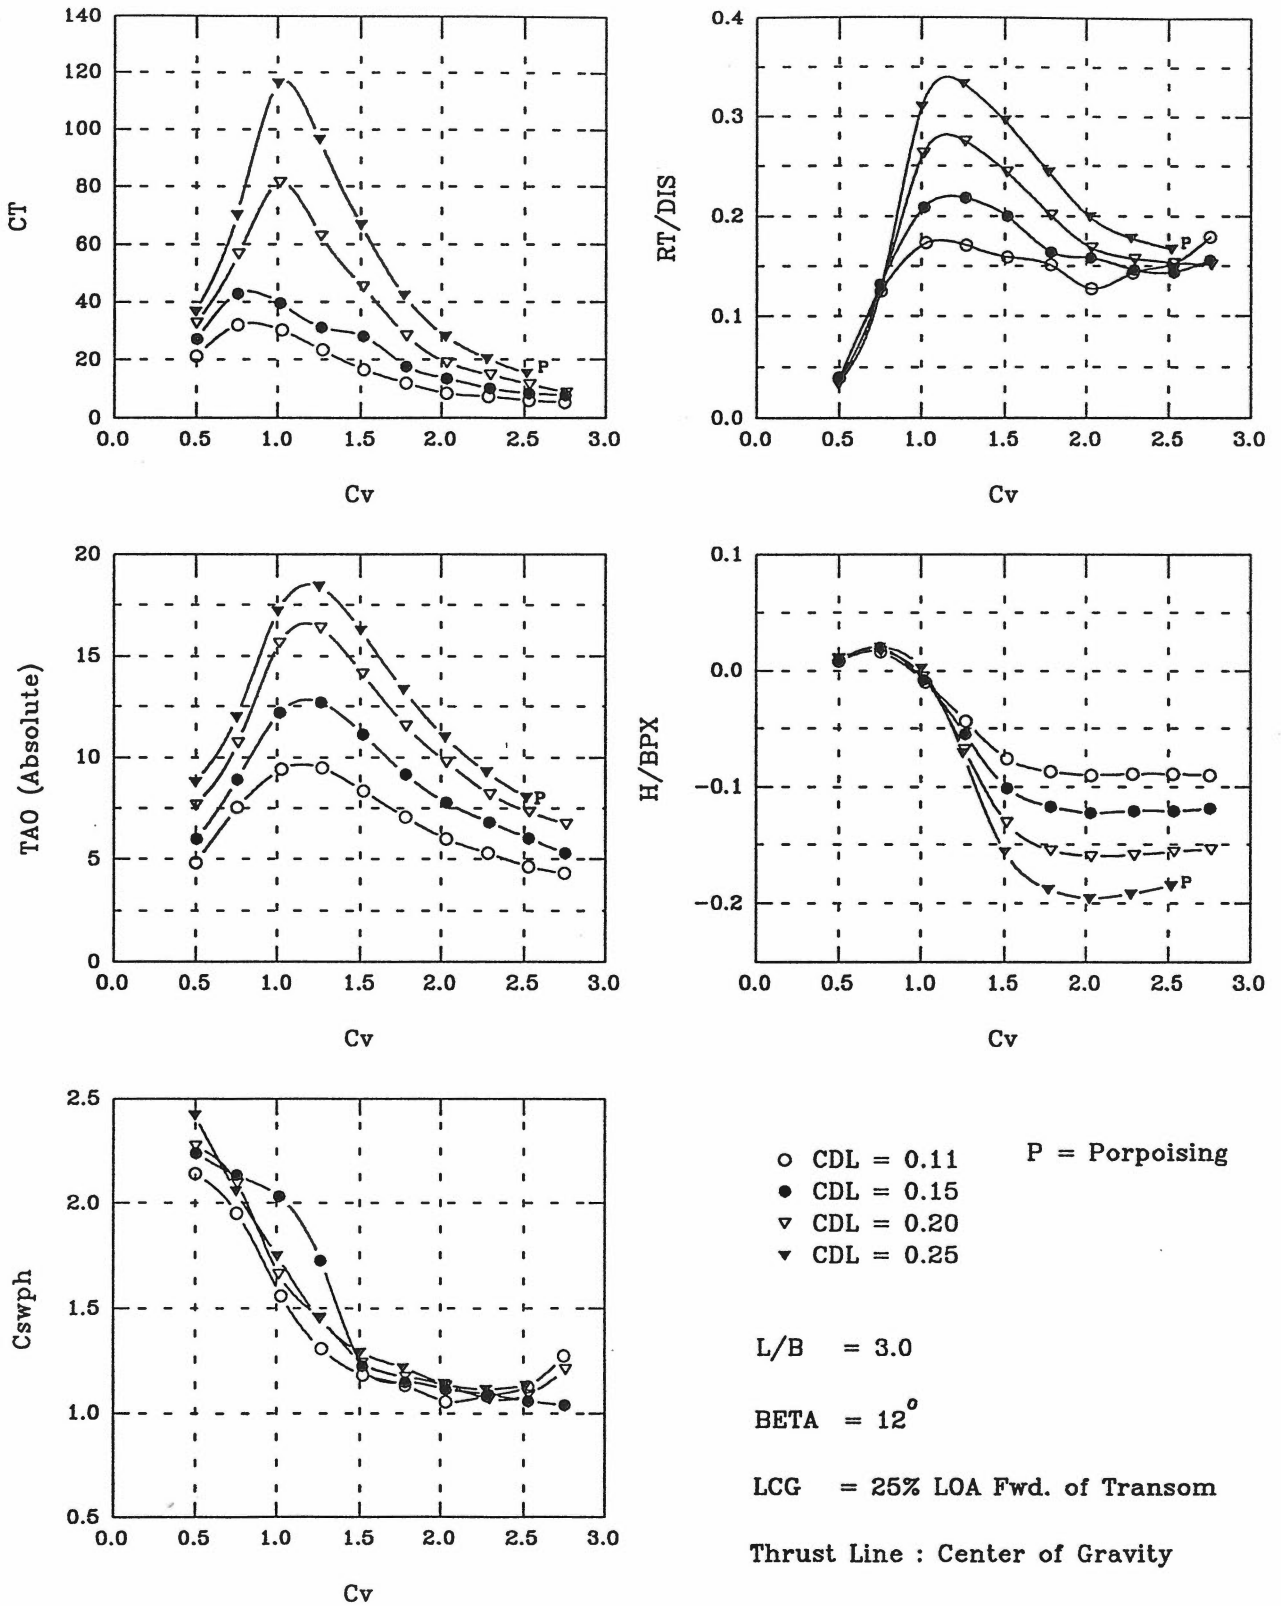 140
120
100
80
60
40
20
0
CT
P
0.0 0.5 1.0 1.5 2.0 2.5 3.0
Cv
0.4
0.3
0.2
0.1
0.0
RT/DIS
P
0.0 0.5 1.0 1.5 2.0 2.5 3.0
Cv
20
15
10
5
0
TAO (Absolute)
P
0.0 0.5 1.0 1.5 2.0 2.5 3.0
Cv
0.1
0.0
-0.1
-0.2
H/BPX
P
0.0 0.5 1.0 1.5 2.0 2.5 3.0
Cv
2.5
2.0
1.5
1.0
0.5
Cswph
0.0 0.5 1.0 1.5 2.0 2.5 3.0
Cv
CDL = 0.11 P = Porpoising
CDL = 0.15
CDL = 0.20
CDL = 0.25
L/B = 3.0
BETA = 12°
LCG = 25% LOA Fwd. of Transom
Thrust Line : Center of Gravity